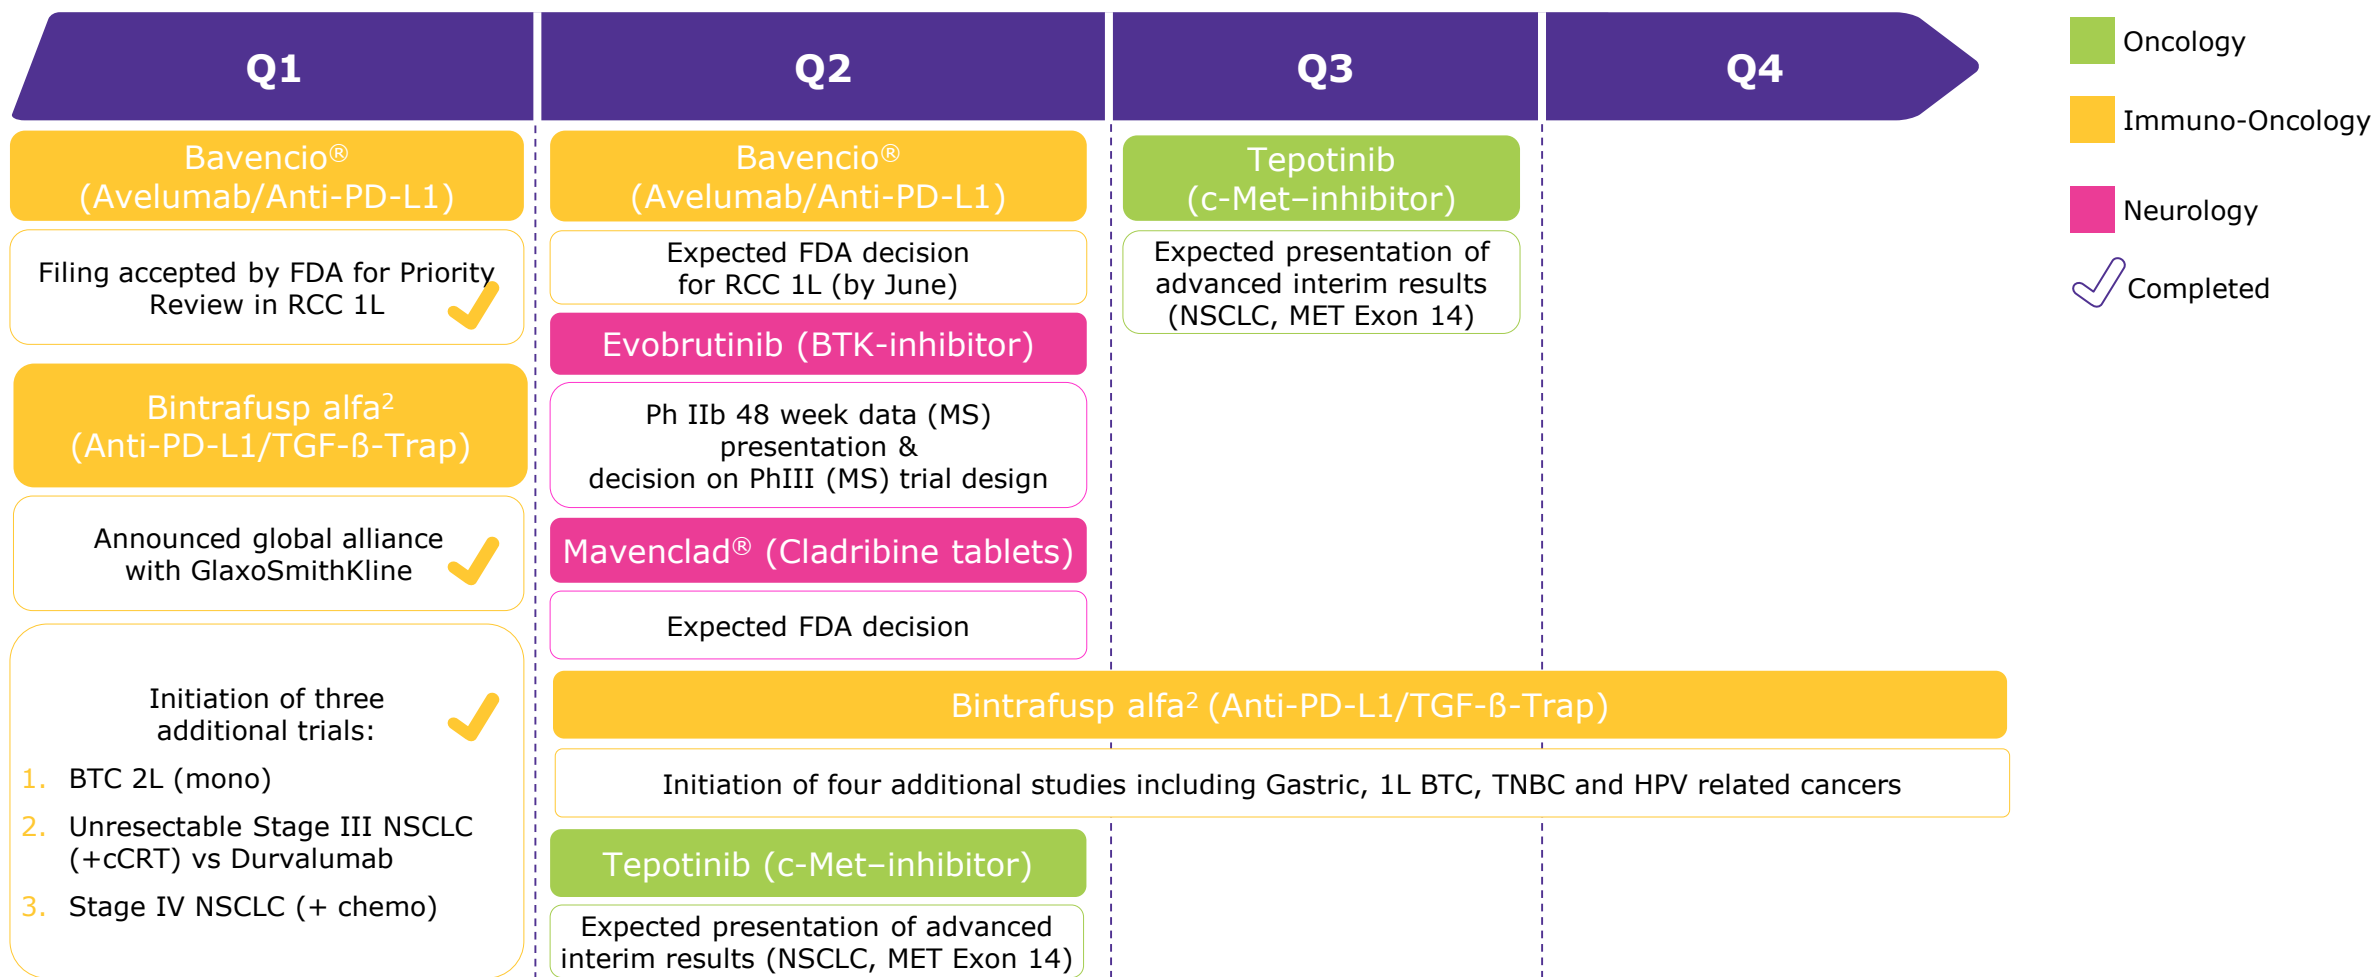 Q1
Q2
Q3
Q4
Oncology
Immuno-Oncology
Neurology
Completed
Bavencio®
(Avelumab/Anti-PD-L1)
Filing accepted by FDA for Priority
Review in RCC 1L
Bintrafusp alfa²
(Anti-PD-L1/TGF-ß-Trap)
Announced global alliance
with GlaxoSmithKline
Initiation of three
additional trials:
1. BTC 2L (mono)
2. Unresectable Stage III NSCLC
(+cCRT) vs Durvalumab
3. Stage IV NSCLC (+ chemo)
Bavencio®
(Avelumab/Anti-PD-L1)
Expected FDA decision
for RCC 1L (by June)
Evobrutinib (BTK-inhibitor)
Ph IIb 48 week data (MS)
presentation &
decision on PhIII (MS) trial design
Mavenclad® (Cladribine tablets)
Expected FDA decision
Bintrafusp alfa² (Anti-PD-L1/TGF-ß-Trap)
Initiation of four additional studies including Gastric, 1L BTC, TNBC and HPV related cancers
Tepotinib (c-Met–inhibitor)
Expected presentation of advanced
interim results (NSCLC, MET Exon 14)
Tepotinib
(c-Met–inhibitor)
Expected presentation of
advanced interim results
(NSCLC, MET Exon 14)